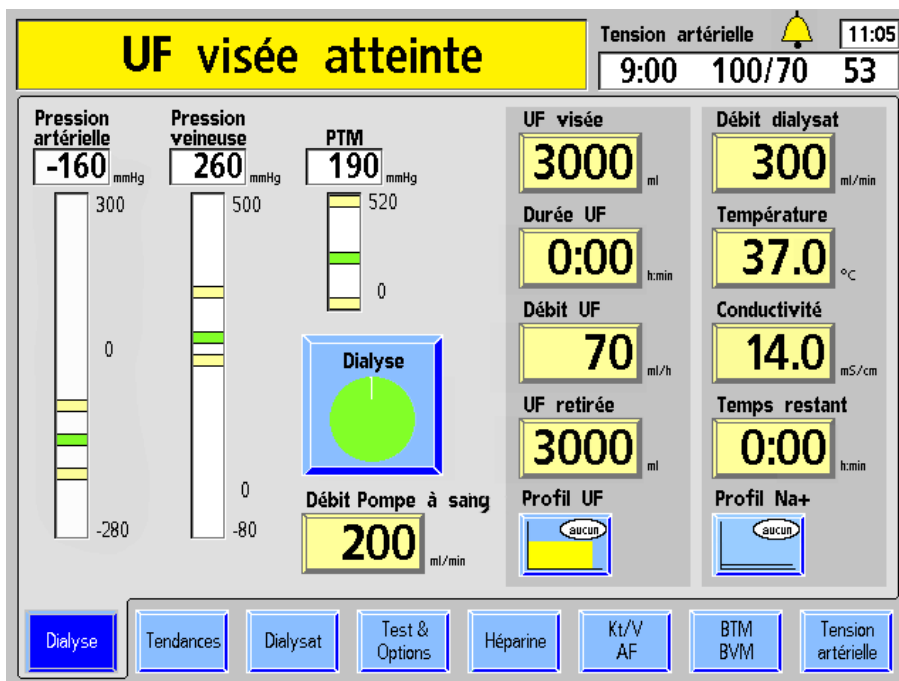 UF visée atteinte
Tension artérielle
11:05
9:00 100/70 53
Pression
artérielle
-160 mmHg
300
0
-280
Pression
veineuse
260 mmHg
500
0
-80
PTM
190 mmHg
520
0
Dialyse
Débit Pompe à sang
200 ml/min
UF visée
3000 ml
Durée UF
0:00 h:min
Débit UF
70 ml/h
UF retirée
3000 ml
Profil UF
aucun
Débit dialysat
300 ml/min
Température
37.0 °C
Conductivité
14.0 mS/cm
Temps restant
0:00 h:min
Profil Na+
aucun
Dialyse
Tendances
Dialysat
Test &
Options
Héparine
Kt/V
AF
BTM
BVM
Tension
artérielle